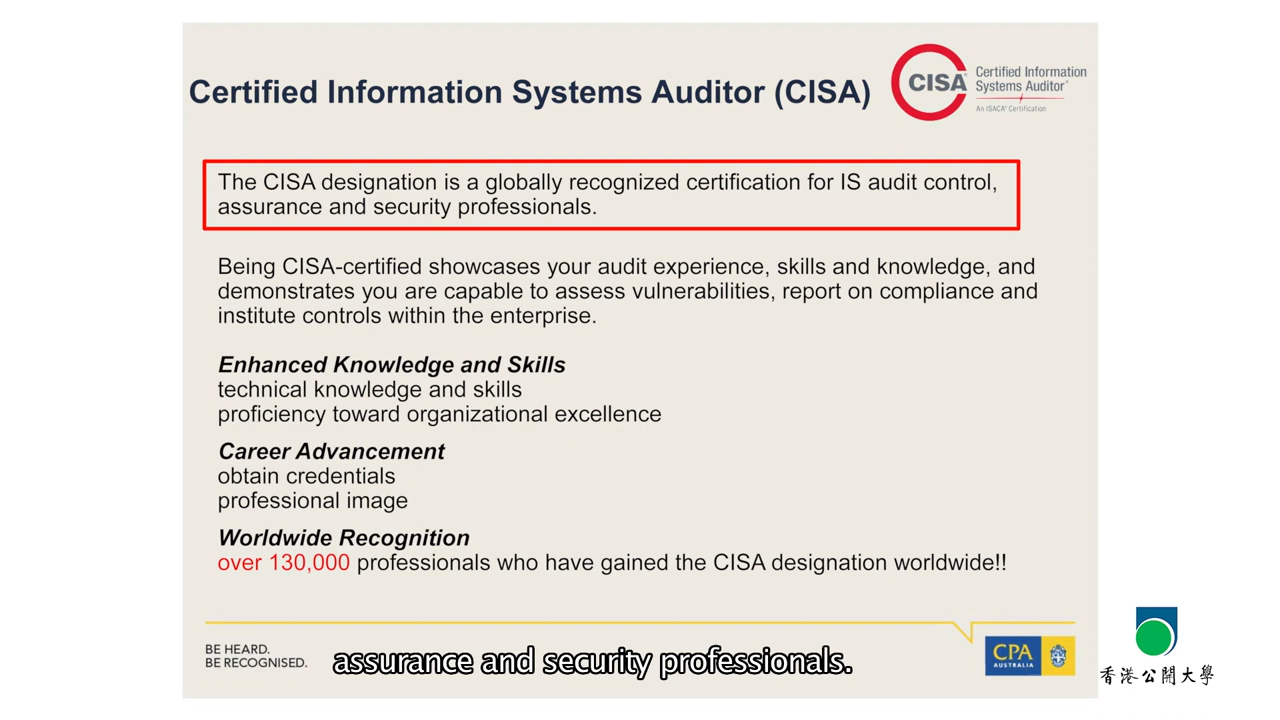 Certified Information Systems Auditor (CISA)
CISA
Certified Information
Systems Auditor®
An ISACA® Certification
The CISA designation is a globally recognized certification for IS audit control,
assurance and security professionals.
Being CISA-certified showcases your audit experience, skills and knowledge, and
demonstrates you are capable to assess vulnerabilities, report on compliance and
institute controls within the enterprise.
Enhanced Knowledge and Skills
technical knowledge and skills
proficiency toward organizational excellence
Career Advancement
obtain credentials
professional image
Worldwide Recognition
over 130,000 professionals who have gained the CISA designation worldwide!!
BE HEARD.
BE RECOGNISED.
assurance and security professionals.
CPA
AUSTRALIA
香港公開大學